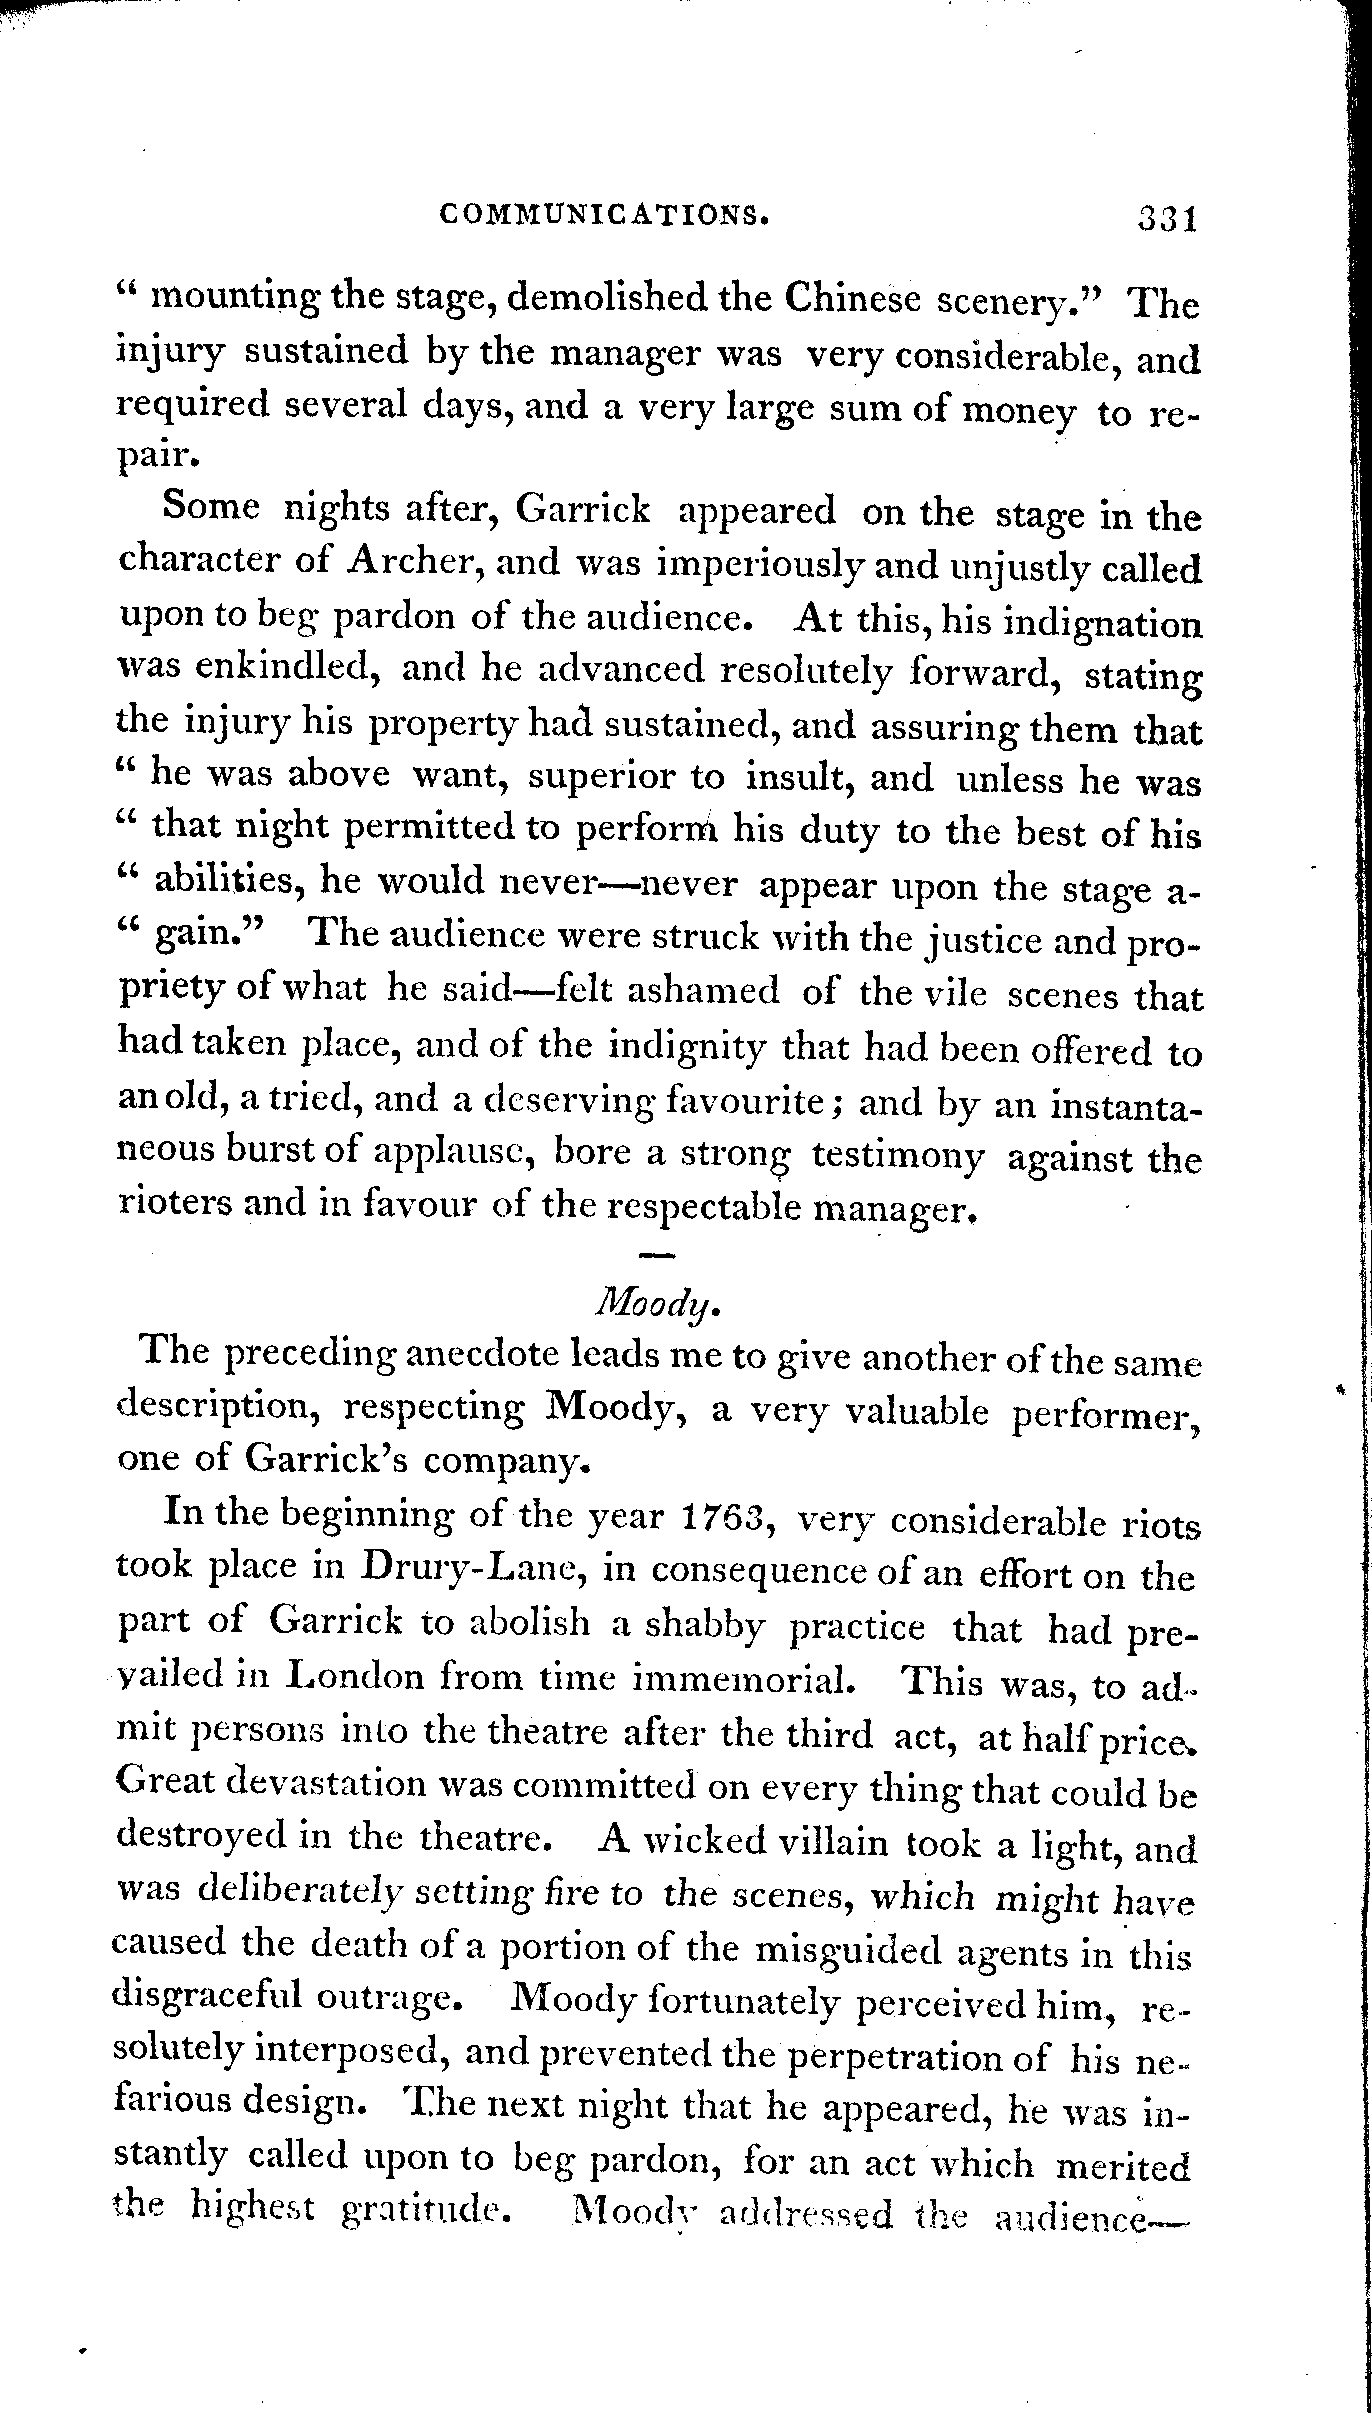 COMMUNICATIONS. 331
“ mounting the stage, demolished the Chinese scenery.” The
injury sustained by the manager was very considerable, and
required several days, and a very large sum of money to re-
pair.
Some nights after, Garrick appeared on the stage in the
character of Archer, and was imperiously and unjustly called
upon to beg pardon of the audience. At this, his indignation
was enkindled, and he advanced resolutely forward, stating
the injury his property had sustained, and assuring them that
“ he was above want, superior to insult, and unless he was
“ that night permitted to perform his duty to the best of his
“ abilities, he would never—never appear upon the stage a-
“ gain.” The audience were struck with the justice and pro-
priety of what he said—felt ashamed of the vile scenes that
had taken place, and of the indignity that had been offered to
an old, a tried, and a deserving favourite; and by an instanta-
neous burst of applause, bore a strong testimony against the
rioters and in favour of the respectable manager.
—
Moody.
The preceding anecdote leads me to give another of the same
description, respecting Moody, a very valuable performer,
one of Garrick’s company.
In the beginning of the year 1763, very considerable riots
took place in Drury-Lane, in consequence of an effort on the
part of Garrick to abolish a shabby practice that had pre-
vailed in London from time immemorial. This was, to ad-
mit persons into the theatre after the third act, at half price.
Great devastation was committed on every thing that could be
destroyed in the theatre. A wicked villain took a light, and
was deliberately setting fire to the scenes, which might have
caused the death of a portion of the misguided agents in this
disgraceful outrage. Moody fortunately perceived him, re-
solutely interposed, and prevented the perpetration of his ne-
farious design. The next night that he appeared, he was in-
stantly called upon to beg pardon, for an act which merited
the highest gratitude. Moody addressed the audience—